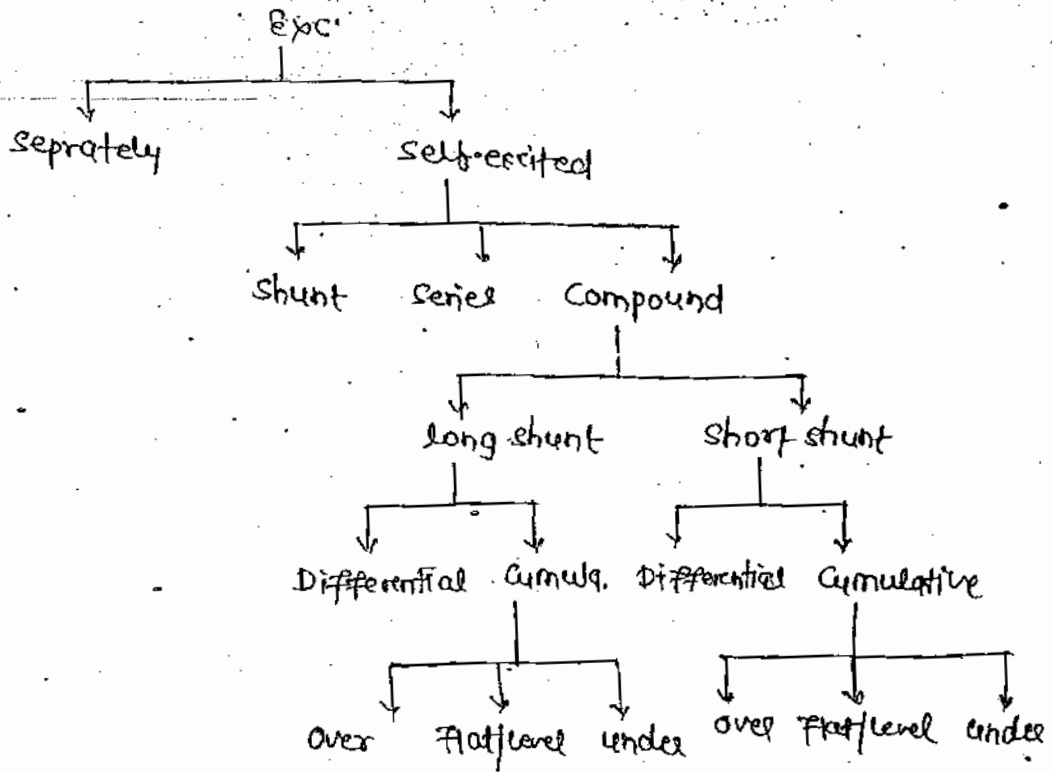 Exc.
Seprately Self-excited
Shunt Series Compound
long shunt Short shunt
Differential Cumula. Differential Cumulative
Over Flat/Level under over Flat/Level under